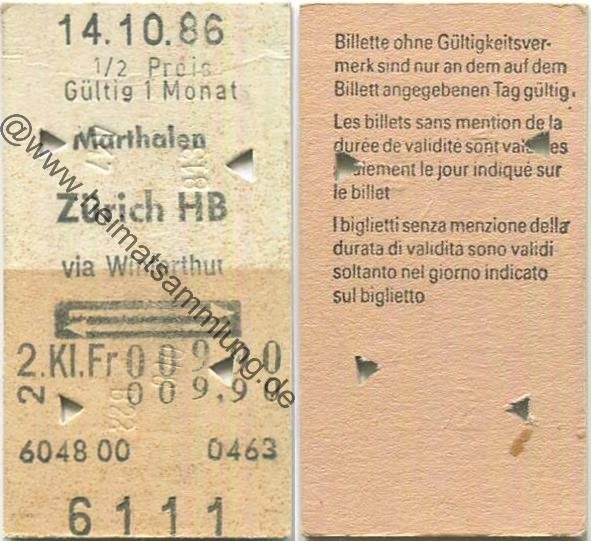 14.10.86
1/2 Preis
Gültig 1 Monat
Marthalen
Zürich HB
via Winterthur
2.Kl.Fr 009.90
2 009.90
6048 00 0463
6111
@www.heimatsammlung.de
Billette ohne Gültigkeitsver-
merk sind nur an dem auf dem
Billett angegebenen Tag gültig.
Les billets sans mention de la
durée de validité sont valables
le jour indiqué sur
le billet
I biglietti senza menzione della
durata di validita sono validi
soltanto nel giorno indicato
sul biglietto